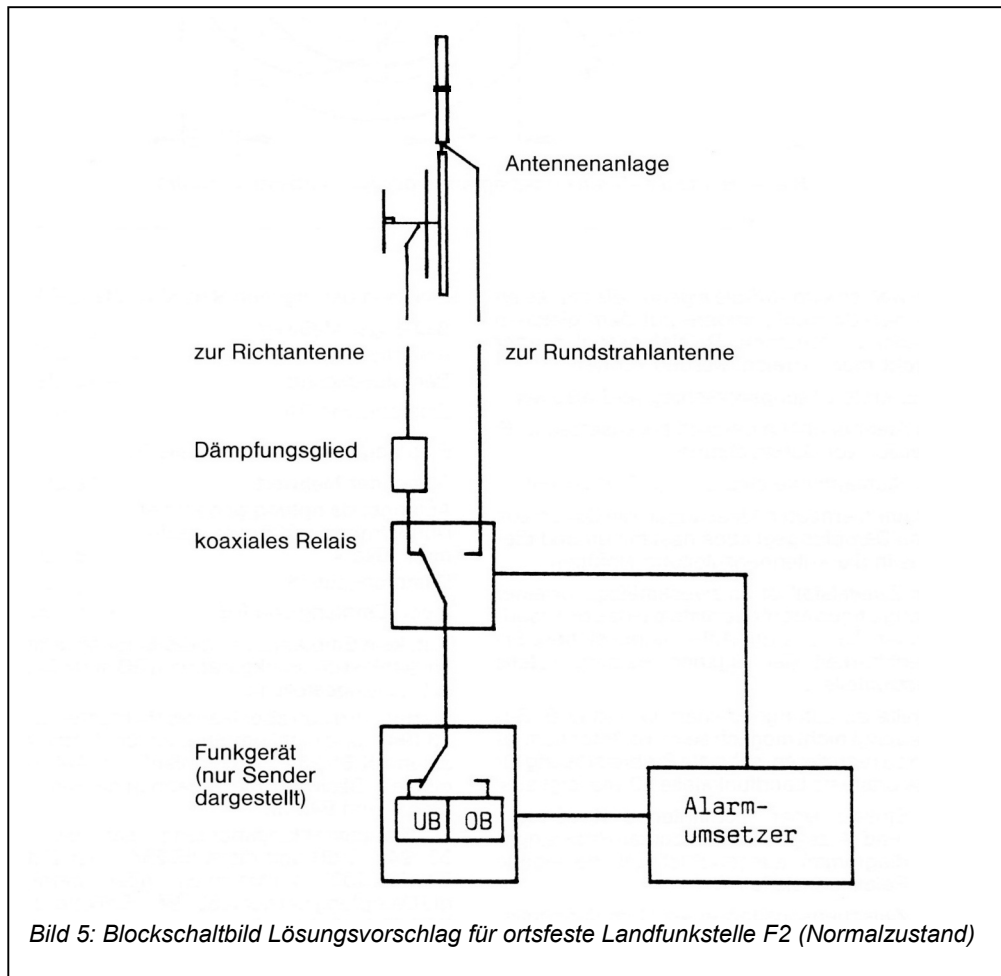 Antennenanlage
zur Richtantenne
zur Rundstrahlantenne
Dämpfungsglied
koaxiales Relais
Funkgerät
(nur Sender
dargestellt)
UB OB
Alarm-
umsetzer
Bild 5: Blockschaltbild Lösungsvorschlag für ortsfeste Landfunkstelle F2 (Normalzustand)